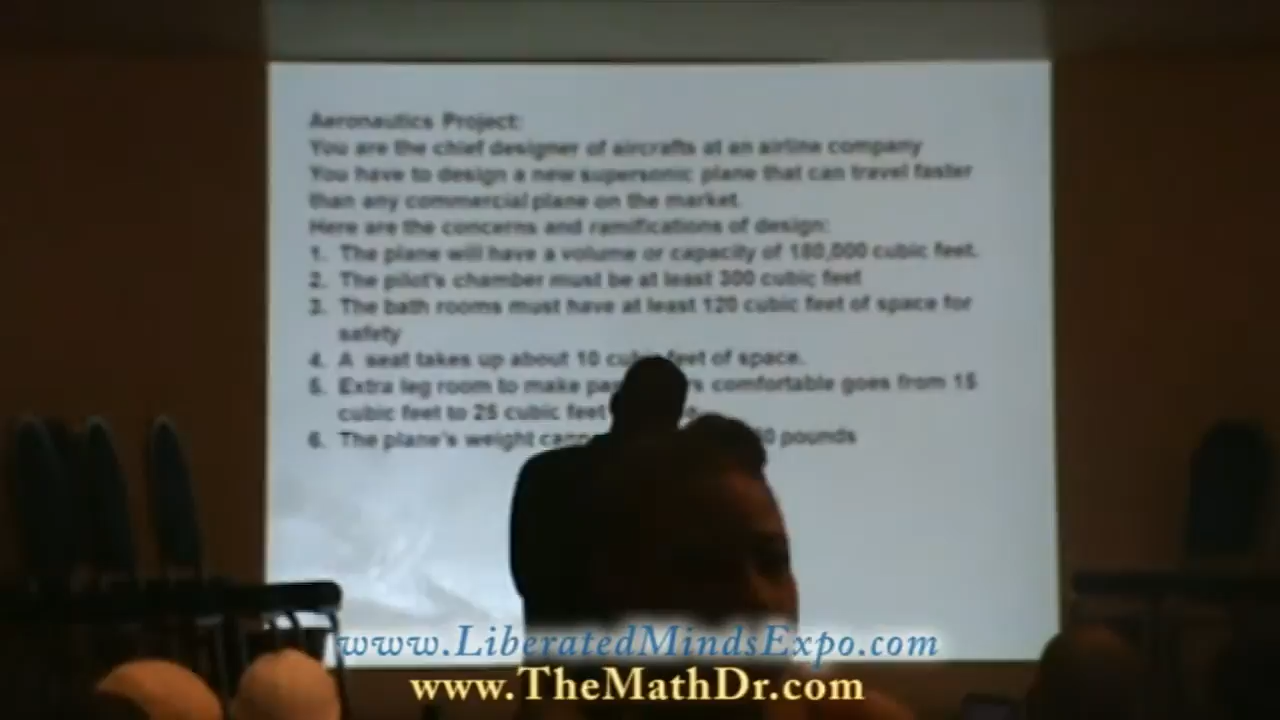 Aeronautics Project:
You are the chief designer of aircrafts at an airline company
You have to design a new supersonic plane that can travel faster
than any commercial plane on the market.
Here are the concerns and ramifications of design:
1. The plane will have a volume or capacity of 180,000 cubic feet.
2. The pilot's chamber must be at least 300 cubic feet
3. The bath rooms must have at least 120 cubic feet of space for
safety
4. A seat takes up about 10 feet of space.
5. Extra leg room to make comfortable goes from 15
cubic feet to 25 cubic feet
6. The plane's weight pounds
www.LiberatedMindsExpo.com
www.TheMathDr.com